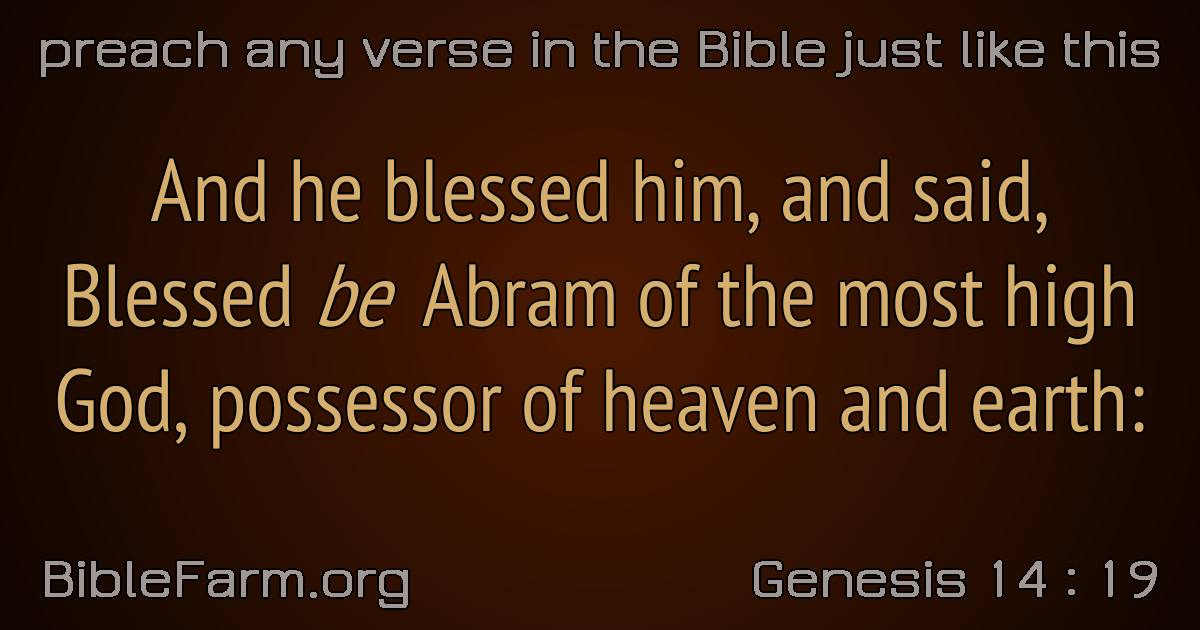 preach any verse in the Bible just like this
And he blessed him, and said,
Blessed be Abram of the most high
God, possessor of heaven and earth:
BibleFarm.org
Genesis 14 : 19